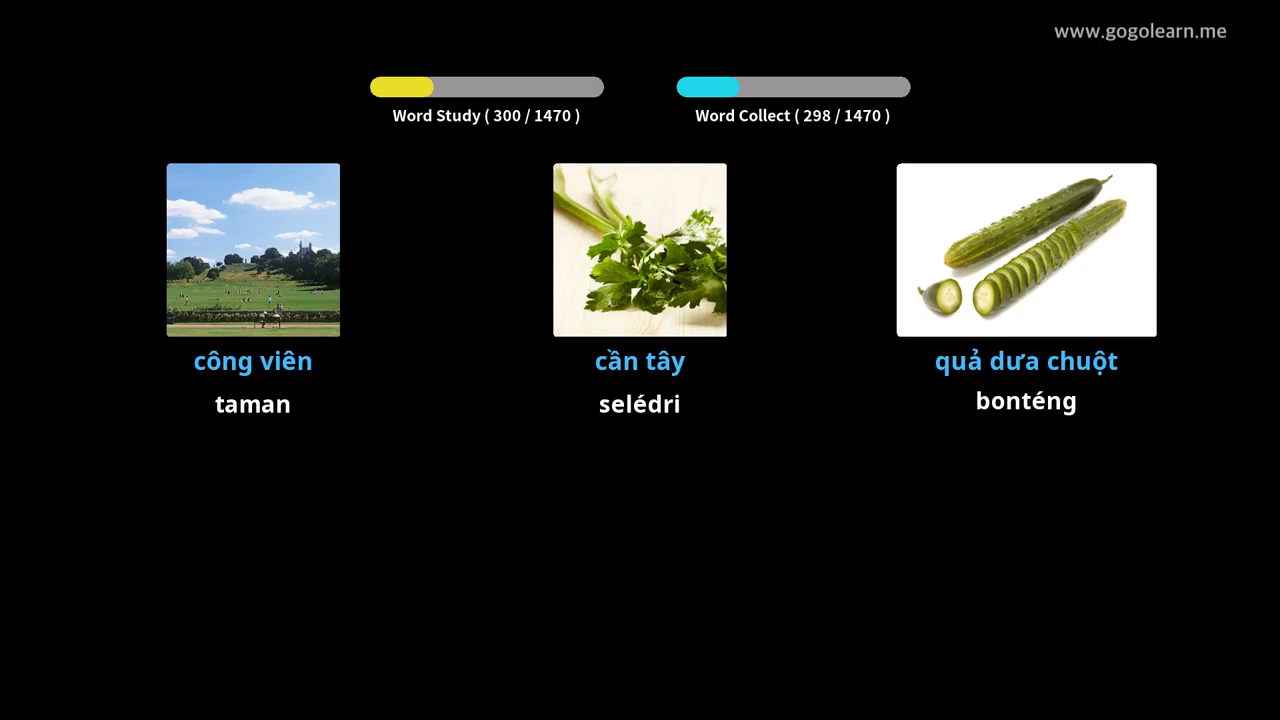 www.gogolearn.me
Word Study ( 300 / 1470 )
Word Collect ( 298 / 1470 )
công viên
taman
cần tây
selédri
quả dưa chuột
bonténg